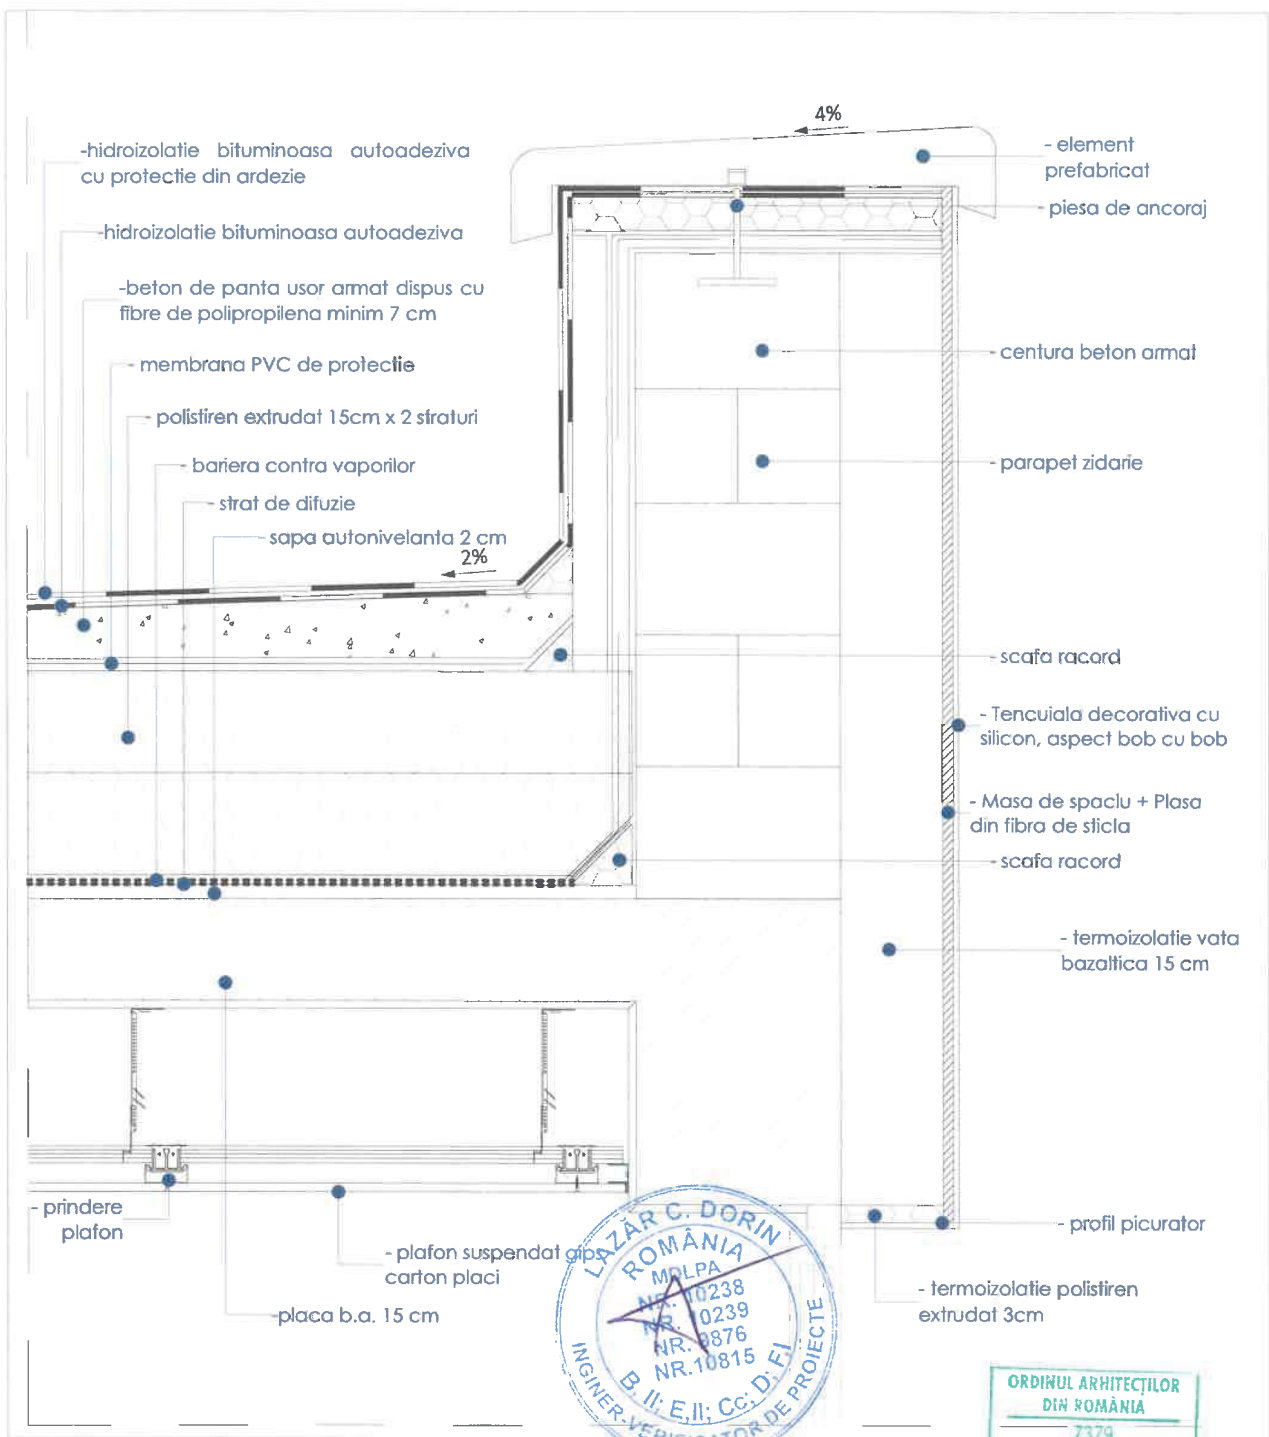 4%
-hidroizolatie bituminoasa autoadeziva
cu protectie din ardezie
- element
prefabricat
- piesa de ancoraj
-hidroizolatie bituminoasa autoadeziva
-beton de panta usor armat dispus cu
fibre de polipropilena minim 7 cm
- membrana PVC de protectie
- centura beton armat
- polistiren extrudat 15cm x 2 straturi
- bariera contra vaporilor
- parapet zidarie
- strat de difuzie
- sapa autonivelanta 2 cm
2%
- scafa racord
- Tencuiala decorativa cu
silicon, aspect bob cu bob
- Masa de spaclu + Plasa
din fibra de sticla
- scafa racord
- termoizolatie vata
bazaltica 15 cm
- prindere
plafon
- profil picurator
- plafon suspendat gips
carton placi
- termoizolatie polistiren
extrudat 3cm
-placa b.a. 15 cm
LAZĂR C. DORIN
ROMÂNIA
MDLPA
NR. 10238
NR. 10239
NR. 9876
NR.10815
B, II; E,II; Cc; D; F,I
INGINER-VERIFICATOR DE PROIECTE
ORDINUL ARHITECȚILOR
DIN ROMÂNIA
7379